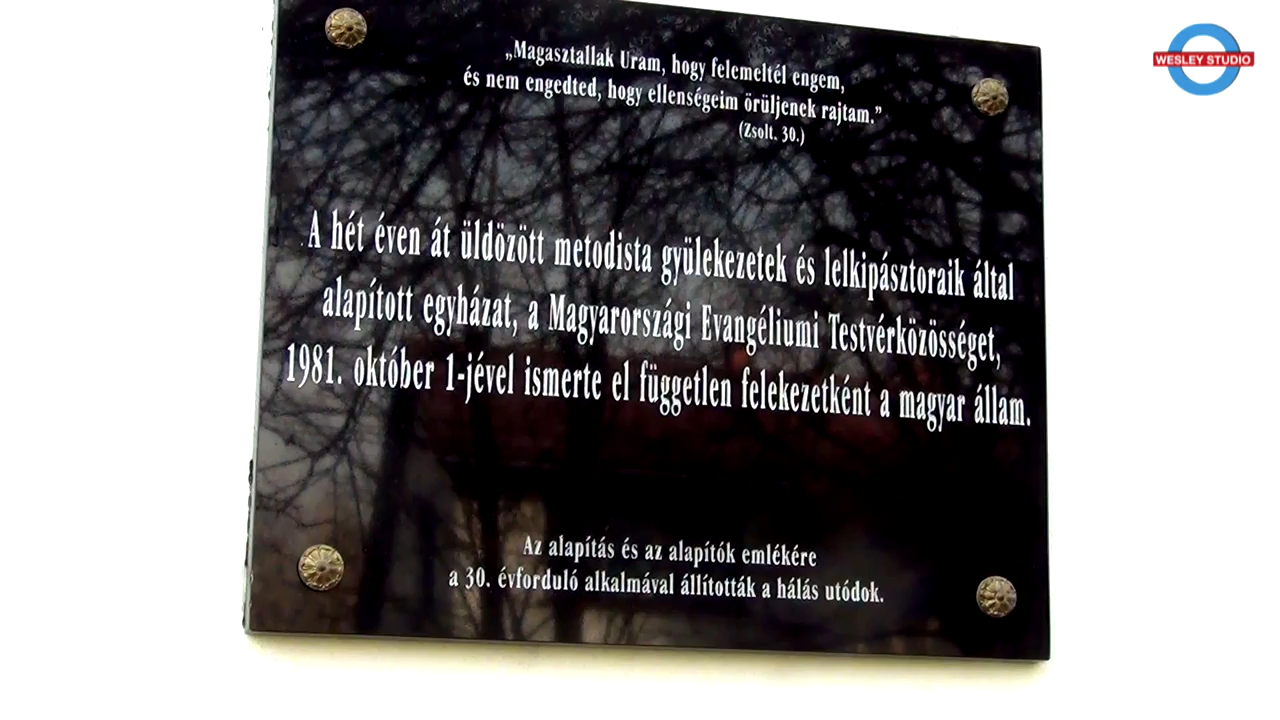 WESLEY STUDIO
„Magasztallak Uram, hogy felemeltél engem,
és nem engedted, hogy ellenségeim örüljenek rajtam.”
(Zsolt. 30.)
A hét éven át üldözött metodista gyülekezetek és lelkipásztoraik által
alapított egyházat, a Magyarországi Evangéliumi Testvérközösséget,
1981. október 1-jével ismerte el független felekezetként a magyar állam.
Az alapítás és az alapítók emlékére
a 30. évforduló alkalmával állították a hálás utódok.